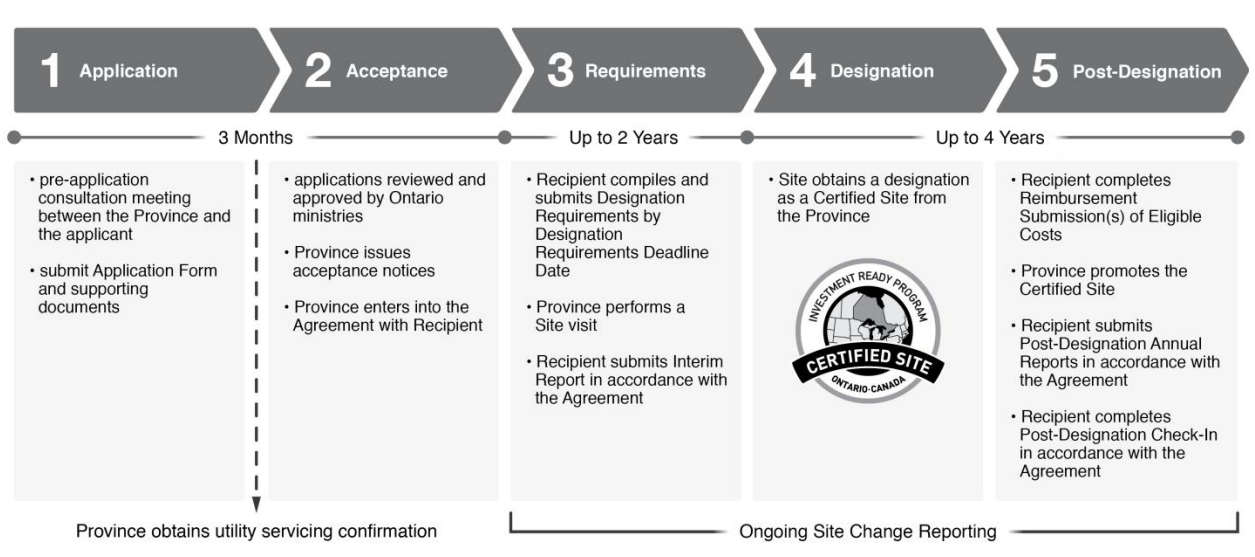 1 Application
2 Acceptance
3 Requirements
4 Designation
5 Post-Designation
3 Months
Up to 2 Years
Up to 4 Years
• pre-application
consultation meeting
between the Province and
the applicant
• submit Application Form
and supporting
documents
• applications reviewed and
approved by Ontario
ministries
• Province issues
acceptance notices
• Province enters into the
Agreement with Recipient
• Recipient compiles and
submits Designation
Requirements by
Designation
Requirements Deadline
Date
• Province performs a
Site visit
• Recipient submits Interim
Report in accordance with
the Agreement
• Site obtains a designation
as a Certified Site from
the Province
INVESTMENT READY PROGRAM
CERTIFIED SITE
ONTARIO-CANADA
• Recipient completes
Reimbursement
Submission(s) of Eligible
Costs
• Province promotes the
Certified Site
• Recipient submits
Post-Designation Annual
Reports in accordance with
the Agreement
• Recipient completes
Post-Designation Check-In
in accordance with the
Agreement
Province obtains utility servicing confirmation
Ongoing Site Change Reporting